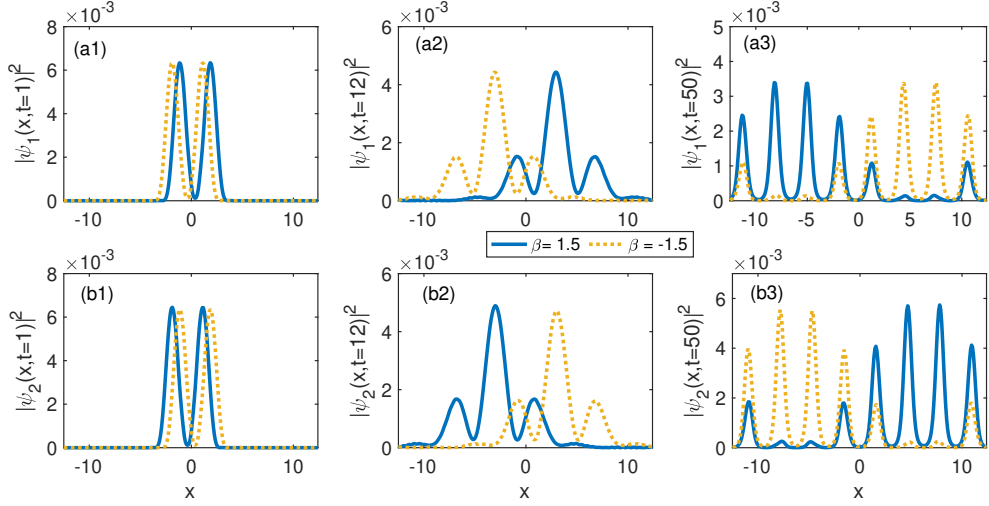 ×10⁻³ ×10⁻³ ×10⁻³
(a1) (a2) (a3)
|ψ₁(x,t=1)|² |ψ₁(x,t=12)|² |ψ₁(x,t=50)|²
8 6 5
6 4 4
4 2 3
2 0 2
0 1
0
-10 0 10 -10 0 10 -10 -5 0 5 10
β= 1.5 β = -1.5
×10⁻³ ×10⁻³ ×10⁻³
(b1) (b2) (b3)
|ψ₂(x,t=1)|² |ψ₂(x,t=12)|² |ψ₂(x,t=50)|²
8 6 6
6 4 4
4 2 2
2 0 0
0
-10 0 10 -10 0 10 -10 0 10
x x x